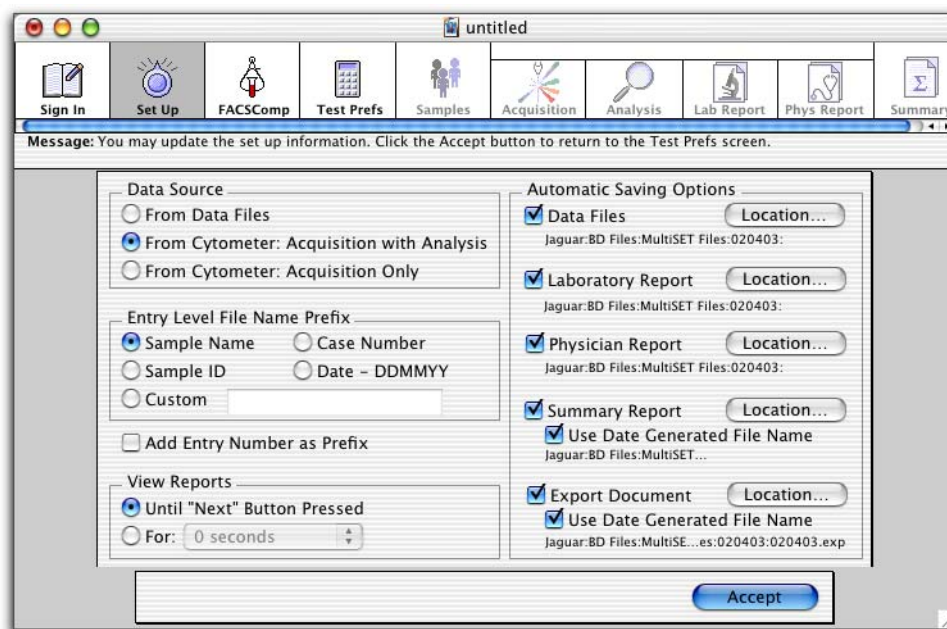 untitled
Sign In
Set Up
FACSComp
Test Prefs
Samples
Acquisition
Analysis
Lab Report
Phys Report
Summar
Message: You may update the set up information. Click the Accept button to return to the Test Prefs screen.
Data Source
From Data Files
From Cytometer: Acquisition with Analysis
From Cytometer: Acquisition Only
Entry Level File Name Prefix
Sample Name
Case Number
Sample ID
Date – DDMMYY
Custom
Add Entry Number as Prefix
View Reports
Until "Next" Button Pressed
For: 0 seconds
Automatic Saving Options
Data Files Location...
Jaguar:BD Files:MultiSET Files:020403:
Laboratory Report Location...
Jaguar:BD Files:MultiSET Files:020403:
Physician Report Location...
Jaguar:BD Files:MultiSET Files:020403:
Summary Report Location...
Use Date Generated File Name
Jaguar:BD Files:MultiSET...
Export Document Location...
Use Date Generated File Name
Jaguar:BD Files:MultiSE...es:020403:020403.exp
Accept